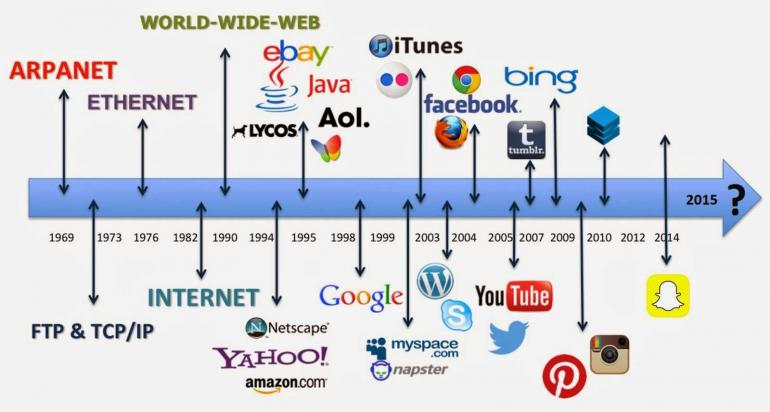 WORLD-WIDE-WEB
ebay
iTunes
ARPANET
ETHERNET
Java
bing
facebook.
LYCOS
Aol.
t
tumblr.
2015 ?
1969 1973 1976 1982 1990 1994 1995 1998 1999 2003 2004 2005 2007 2009 2010 2012 2014
INTERNET
Google
W
You Tube
FTP & TCP/IP
N Netscape®
S
YAHOO!
myspace
.com
napster
amazon.com®
P